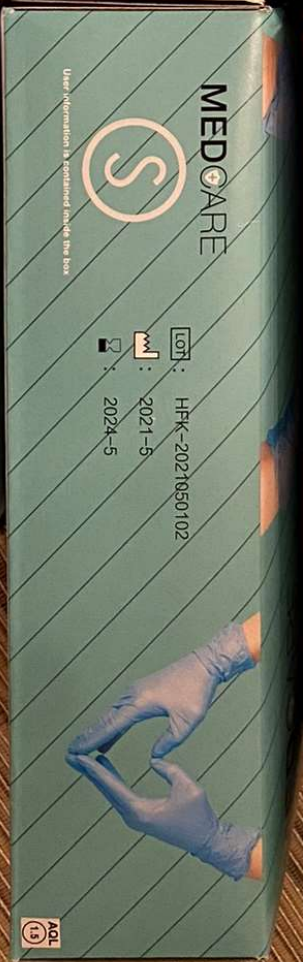 MEDCARE
S
User information is contained inside the box
LOT : HFK-2021050102
: 2021-5
: 2024-5
AQL
1.5